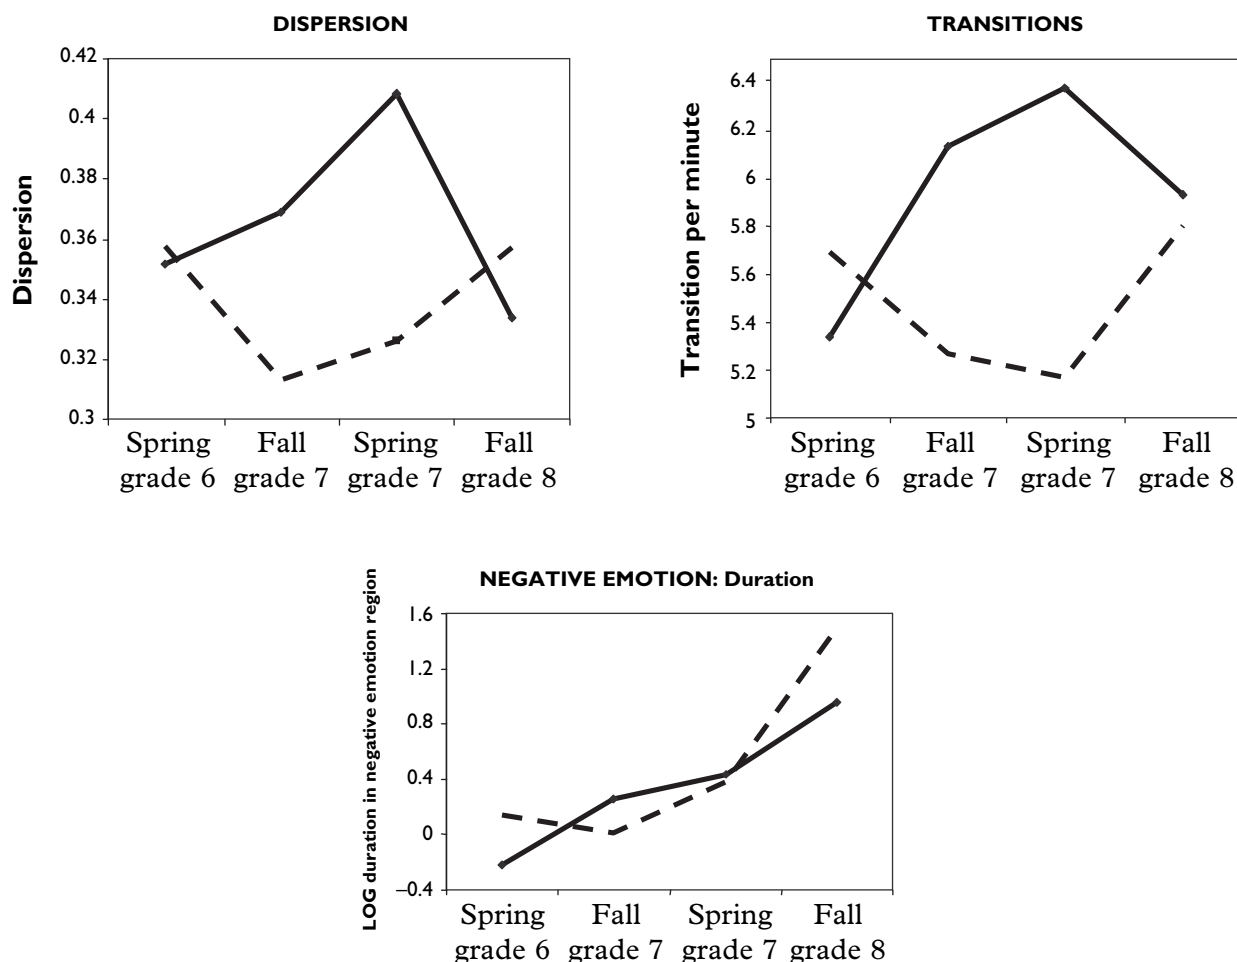 DISPERSION
Dispersion
0.42
0.4
0.38
0.36
0.34
0.32
0.3
Spring Fall Spring Fall
grade 6 grade 7 grade 7 grade 8
TRANSITIONS
Transition per minute
6.4
6.2
6
5.8
5.6
5.4
5.2
5
Spring Fall Spring Fall
grade 6 grade 7 grade 7 grade 8
NEGATIVE EMOTION: Duration
LOG duration in negative emotion region
1.6
1.2
0.8
0.4
0
–0.4
Spring Fall Spring Fall
grade 6 grade 7 grade 7 grade 8